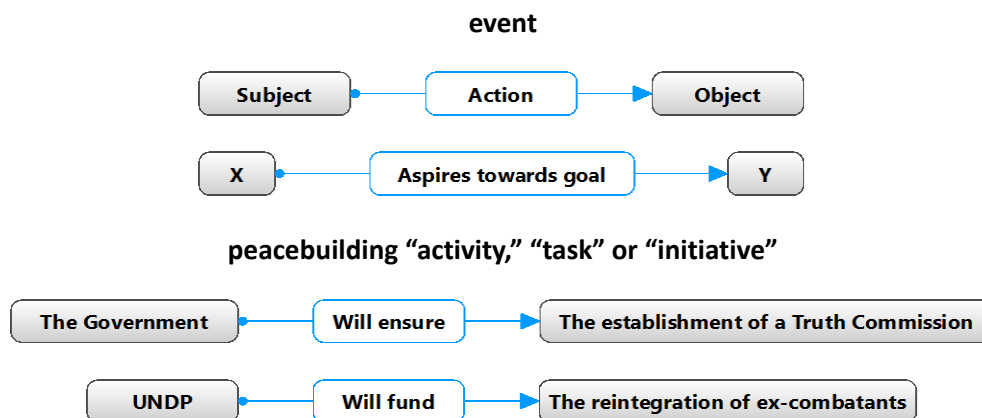 event
Subject Action Object
X Aspires towards goal Y
peacebuilding “activity,” “task” or “initiative”
The Government Will ensure The establishment of a Truth Commission
UNDP Will fund The reintegration of ex-combatants